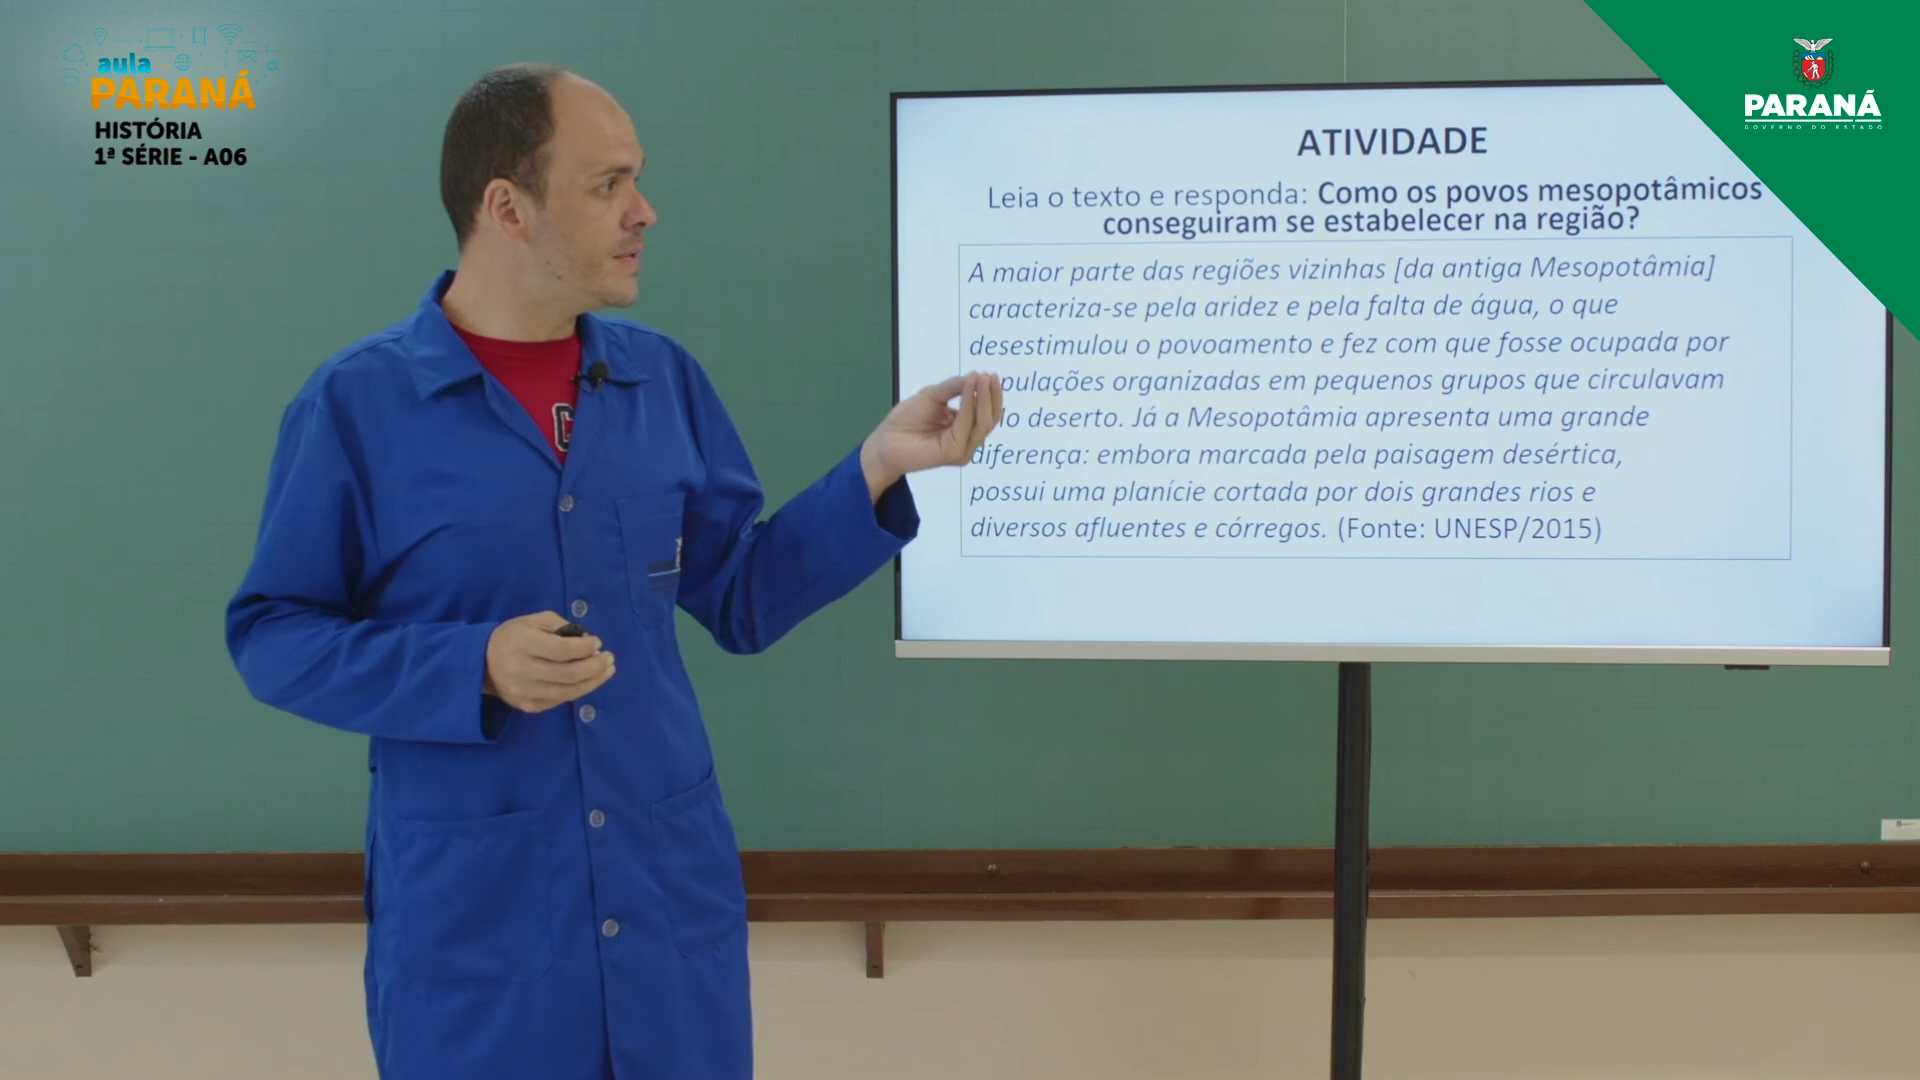 aula
PARANÁ
HISTÓRIA
1ª SÉRIE - A06
PARANÁ
GOVERNO DO ESTADO
ATIVIDADE
Leia o texto e responda: Como os povos mesopotâmicos
conseguiram se estabelecer na região?
A maior parte das regiões vizinhas [da antiga Mesopotâmia]
caracteriza-se pela aridez e pela falta de água, o que
desestimulou o povoamento e fez com que fosse ocupada por
pulações organizadas em pequenos grupos que circulavam
lo deserto. Já a Mesopotâmia apresenta uma grande
diferença: embora marcada pela paisagem desértica,
possui uma planície cortada por dois grandes rios e
diversos afluentes e córregos. (Fonte: UNESP/2015)